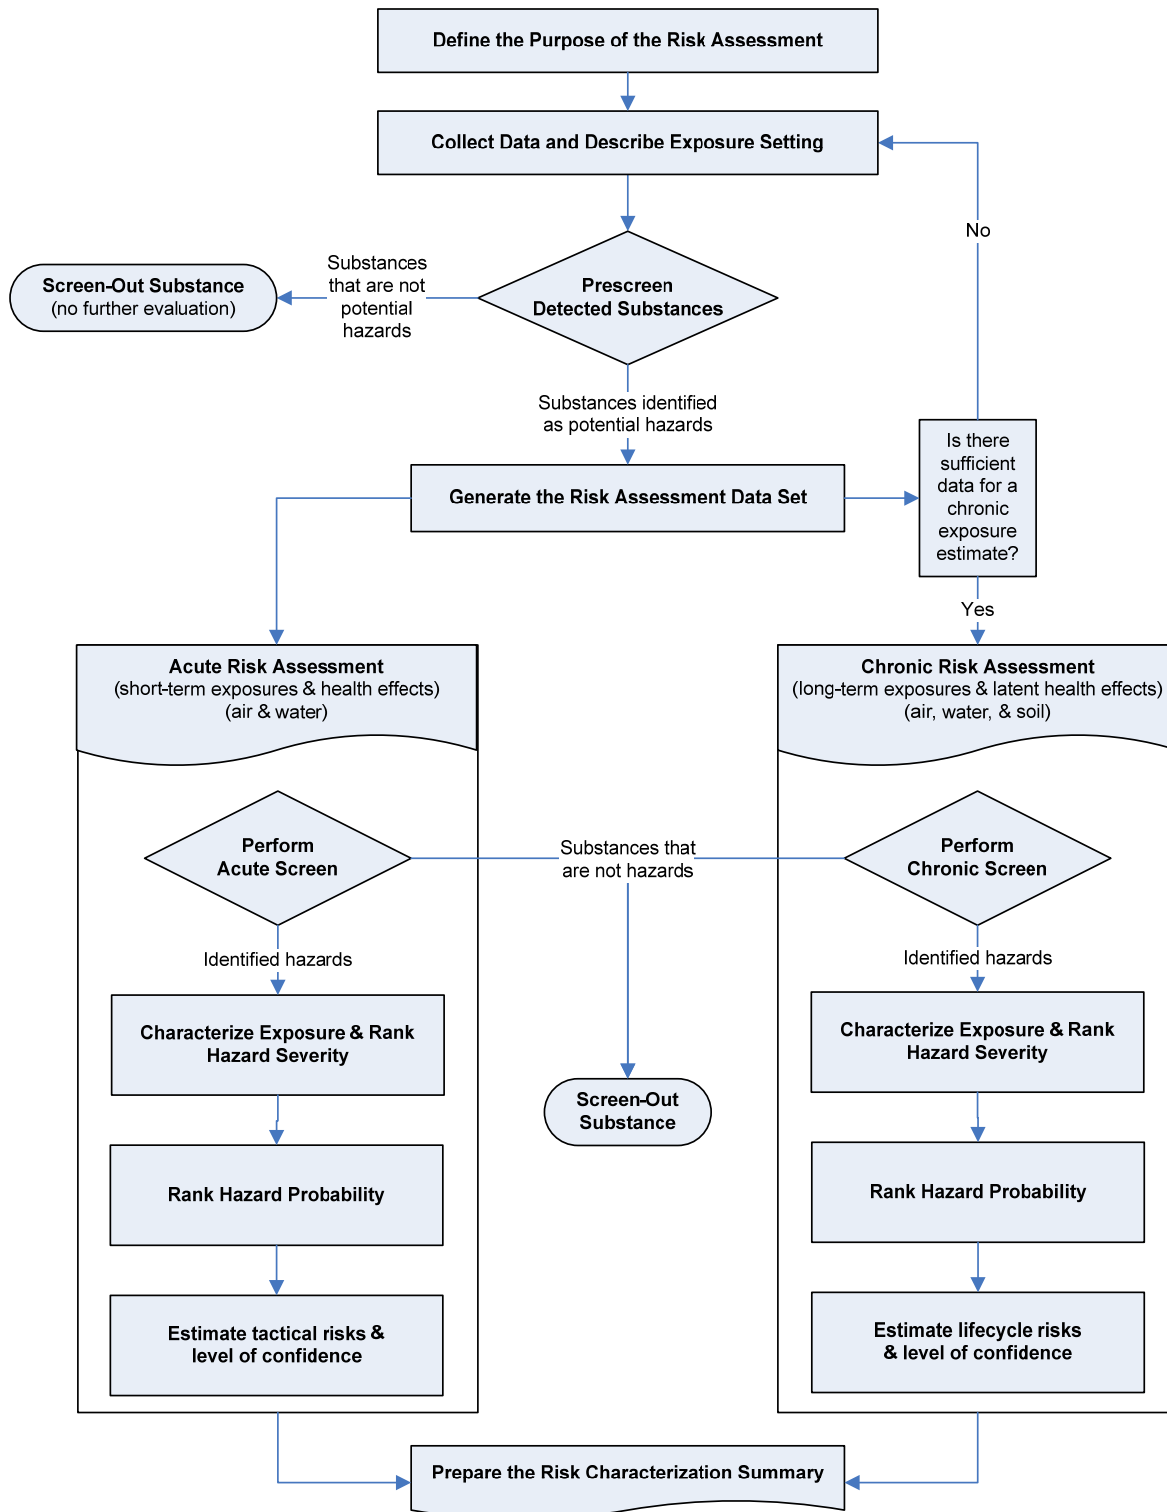 Define the Purpose of the Risk Assessment
Collect Data and Describe Exposure Setting
No
Substances
that are not
potential
hazards
Screen-Out Substance
(no further evaluation)
Prescreen
Detected Substances
Substances identified
as potential hazards
Is there
sufficient
data for a
chronic
exposure
estimate?
Generate the Risk Assessment Data Set
Yes
Acute Risk Assessment
(short-term exposures & health effects)
(air & water)
Chronic Risk Assessment
(long-term exposures & latent health effects)
(air, water, & soil)
Perform
Acute Screen
Substances that
are not hazards
Perform
Chronic Screen
Identified hazards
Identified hazards
Characterize Exposure & Rank
Hazard Severity
Characterize Exposure & Rank
Hazard Severity
Screen-Out
Substance
Rank Hazard Probability
Rank Hazard Probability
Estimate tactical risks &
level of confidence
Estimate lifecycle risks
& level of confidence
Prepare the Risk Characterization Summary